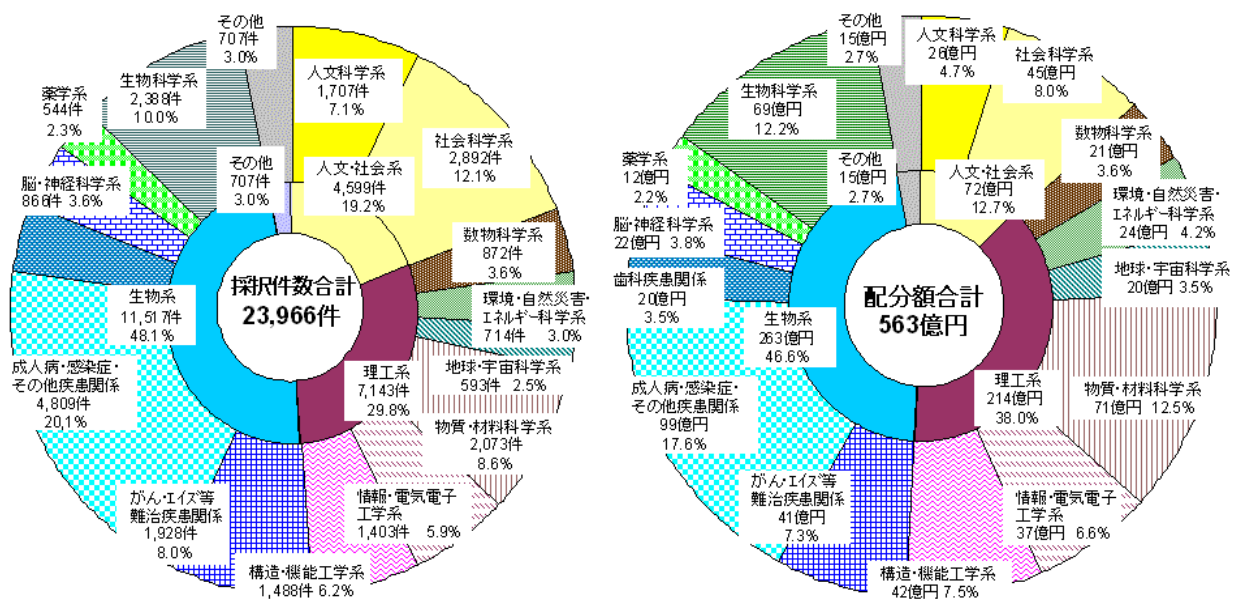 その他
707件
3.0%
人文科学系
1,707件
7.1%
社会科学系
2,892件
12.1%
数物科学系
872件
3.6%
環境・自然災害・
エネルギー科学系
714件 3.0%
地球・宇宙科学系
593件 2.5%
物質・材料科学系
2,073件
8.6%
情報・電気電子
工学系
1,403件 5.9%
構造・機能工学系
1,488件 6.2%
がん・エイズ等
難治疾患関係
1,928件
8.0%
成人病・感染症・
その他疾患関係
4,809件
20.1%
脳・神経科学系
866件 3.6%
薬学系
544件
2.3%
生物科学系
2,388件
10.0%
その他
707件
3.0%
人文・社会系
4,599件
19.2%
理工系
7,143件
29.8%
生物系
11,517件
48.1%
採択件数合計
23,966件
その他
15億円
2.7%
人文科学系
26億円
4.7%
社会科学系
45億円
8.0%
数物科学系
21億円
3.6%
環境・自然災害・
エネルギー科学系
24億円 4.2%
地球・宇宙科学系
20億円 3.5%
物質・材料科学系
71億円 12.5%
情報・電気電子
工学系
37億円 6.6%
構造・機能工学系
42億円 7.5%
がん・エイズ等
難治疾患関係
41億円
7.3%
成人病・感染症・
その他疾患関係
99億円
17.6%
歯科疾患関係
20億円
3.5%
脳・神経科学系
22億円 3.8%
薬学系
12億円
2.2%
生物科学系
69億円
12.2%
その他
15億円
2.7%
人文・社会系
72億円
12.7%
理工系
214億円
38.0%
生物系
263億円
46.6%
配分額合計
563億円